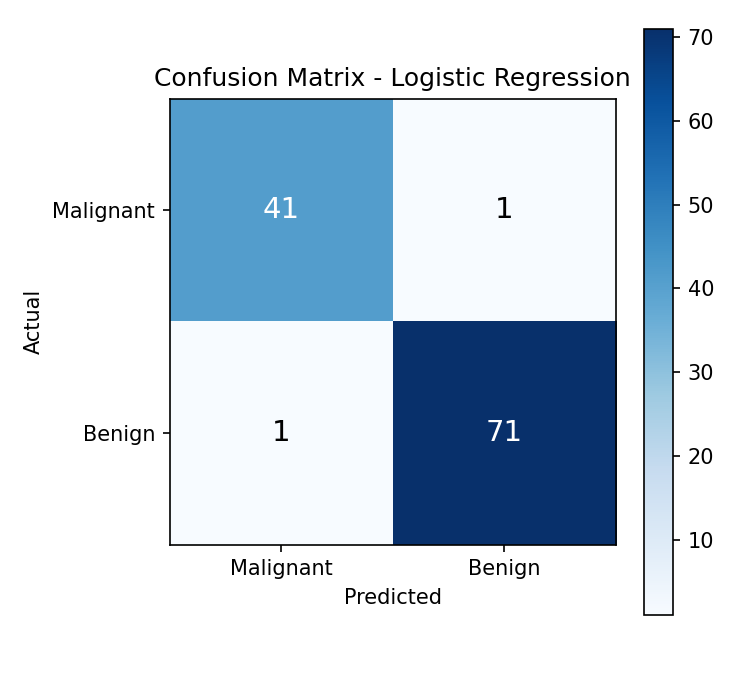 Confusion Matrix - Logistic Regression
Actual
Malignant
Benign
41
1
1
71
Malignant
Benign
Predicted
70
60
50
40
30
20
10